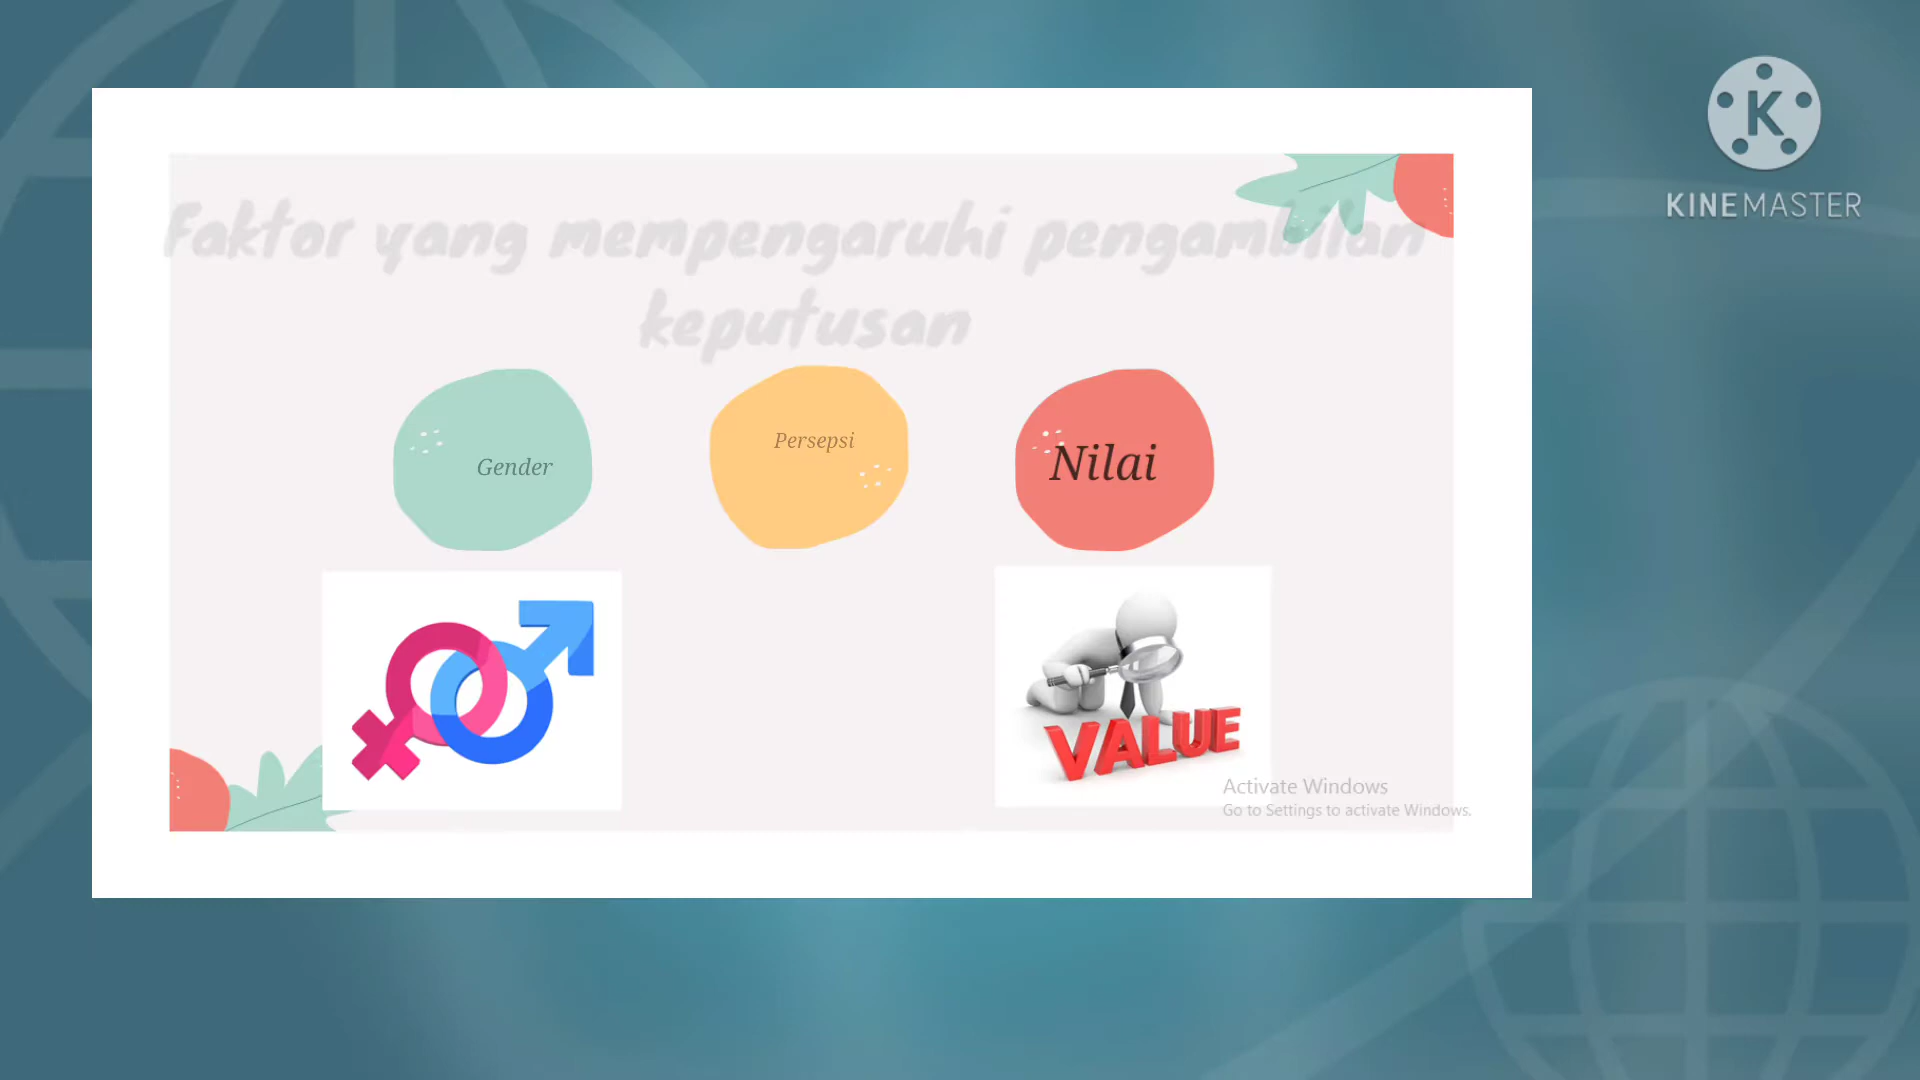 KINEMASTER
Faktor yang mempengaruhi pengambilan
keputusan
Gender
Persepsi
Nilai
VALUE
Activate Windows
Go to Settings to activate Windows.